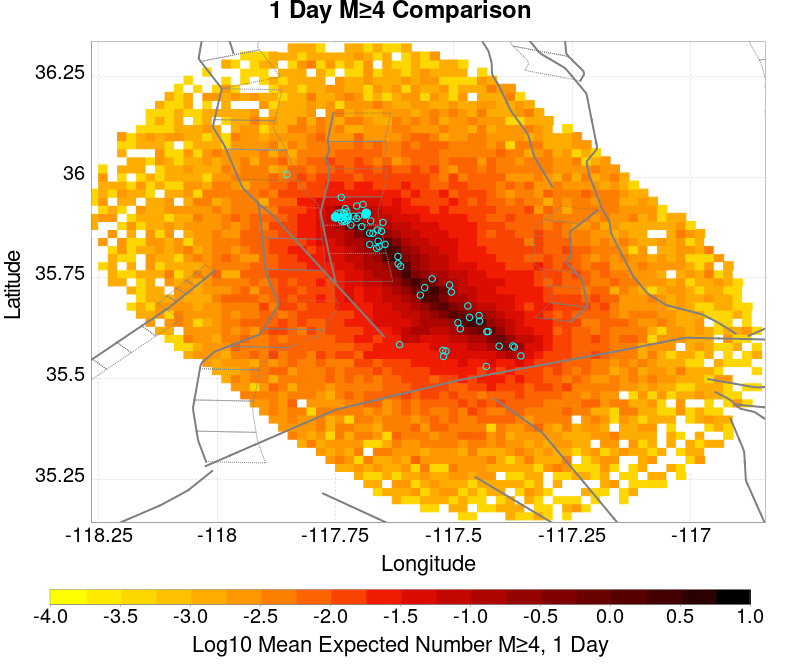 1 Day M≥4 Comparison
36.25
36
35.75
35.5
35.25
Latitude
-118.25 -118 -117.75 -117.5 -117.25 -117
Longitude
-4.0 -3.5 -3.0 -2.5 -2.0 -1.5 -1.0 -0.5 0.0 0.5 1.0
Log10 Mean Expected Number M≥4, 1 Day